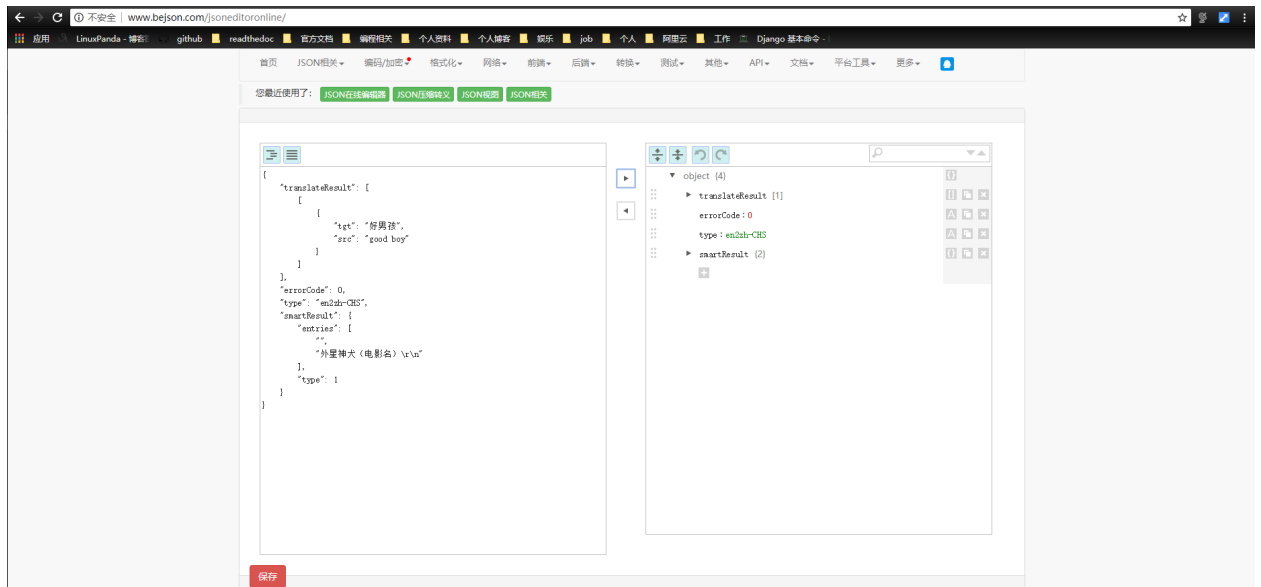 不安全 | www.bejson.com/jsoneditoronline/
应用 LinuxPanda - 博客 github readthedoc 官方文档 编程相关 个人资料 个人博客 娱乐 job 个人 阿里云 工作 Django 基本命令 -
首页 JSON相关 编码/加密 格式化 网络 前端 后端 转换 测试 其他 API 文档 平台工具 更多
您最近使用了: JSON在线编辑器 JSON压缩转义 JSON视图 JSON相关
{
"translateResult": [
[
{
"tgt": "好男孩",
"src": "good boy"
}
]
],
"errorCode": 0,
"type": "en2zh-CHS",
"smartResult": {
"entries": [
"",
"外星神犬（电影名）\r\n"
],
"type": 1
}
}
object {4}
translateResult [1]
errorCode : 0
type : en2zh-CHS
smartResult {2}
保存